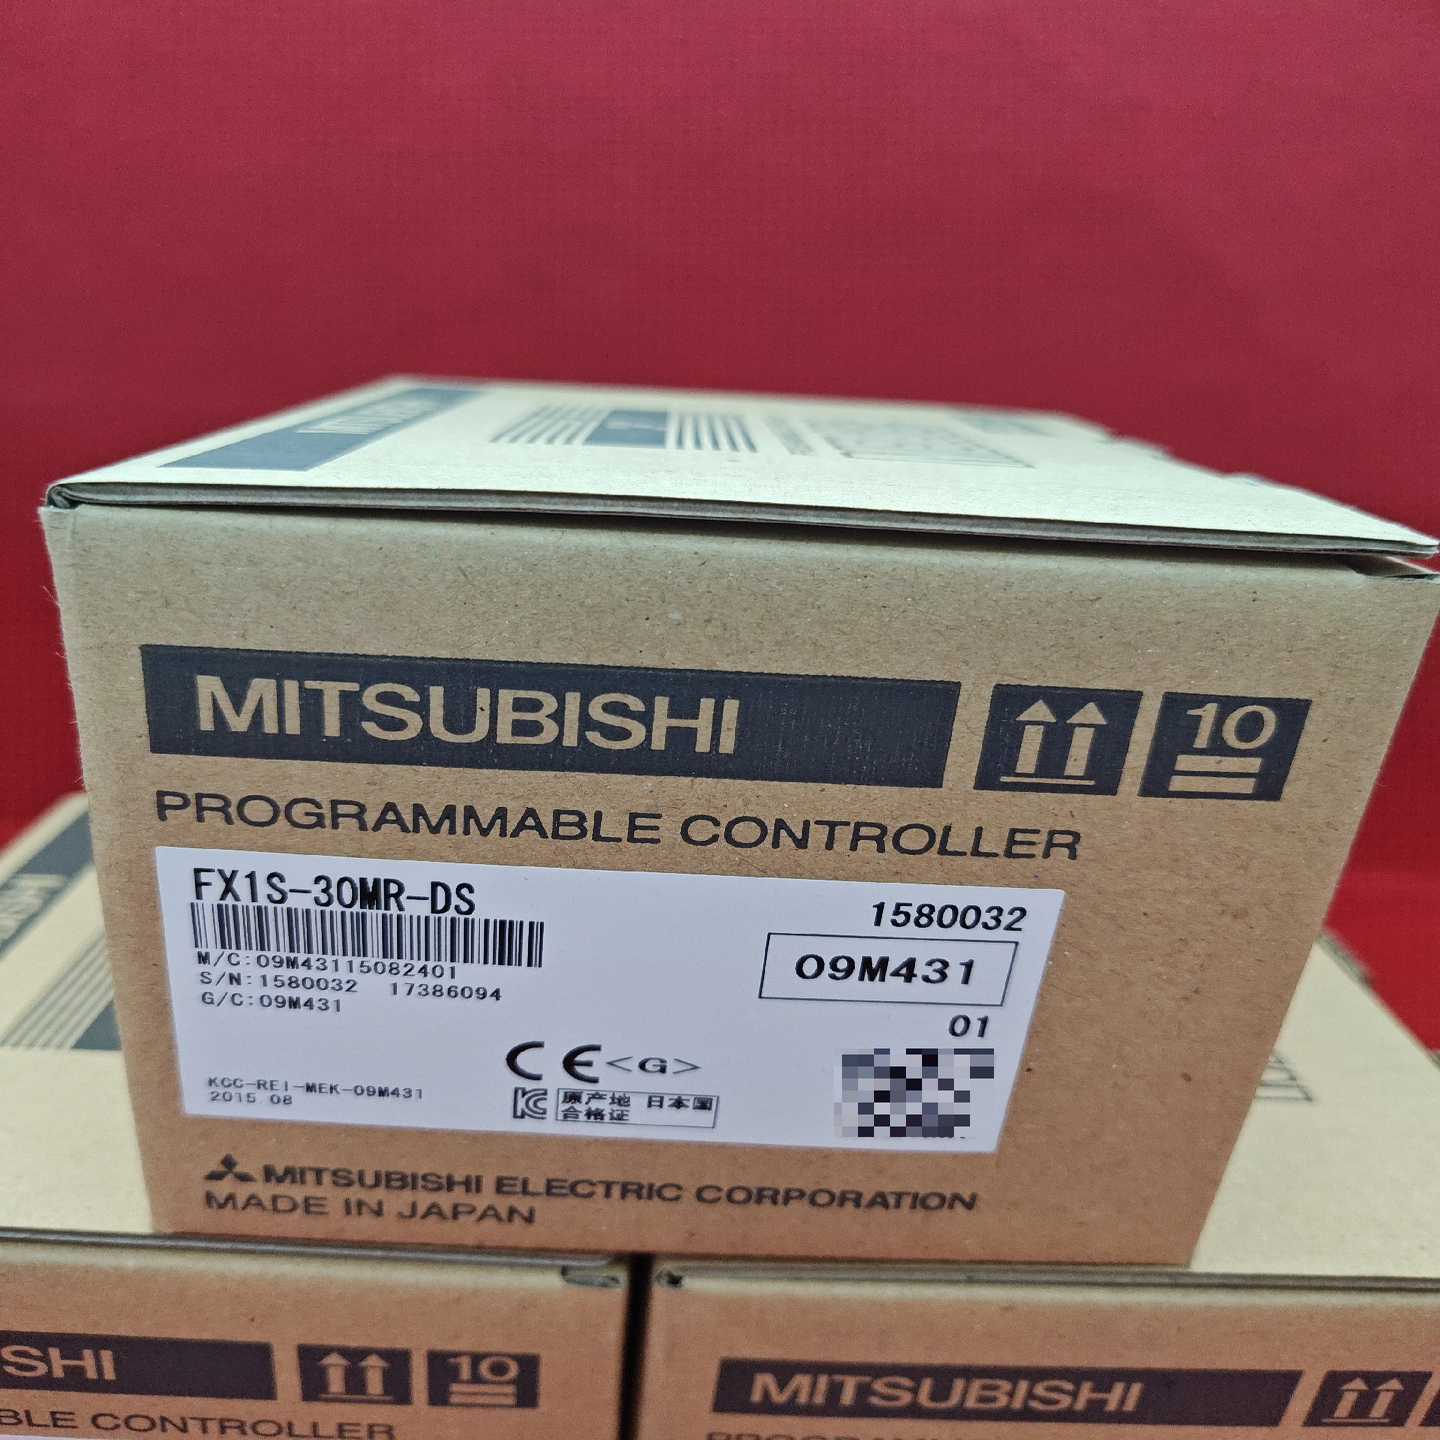 MITSUBISHI
10
PROGRAMMABLE CONTROLLER
FX1S-30MR-DS
1580032
M/C:09M43115082401
09M431
S/N:1580032 17386094
G/C:09M431
01
CE<G>
KCC-REI-MEK-09M431
2015 08
原产地 日本国
合格证
MITSUBISHI ELECTRIC CORPORATION
MADE IN JAPAN
SHI
10
BLE CONTROLLER
MITSUBISHI